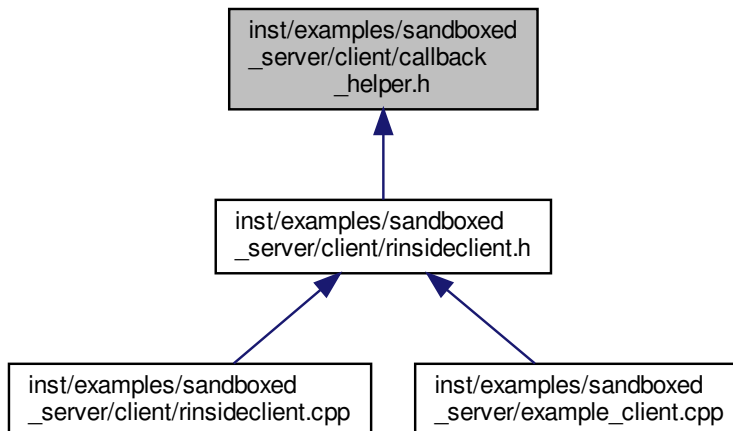 inst/examples/sandboxed
_server/client/callback
_helper.h
inst/examples/sandboxed
_server/client/rinsideclient.h
inst/examples/sandboxed
_server/client/rinsideclient.cpp
inst/examples/sandboxed
_server/example_client.cpp